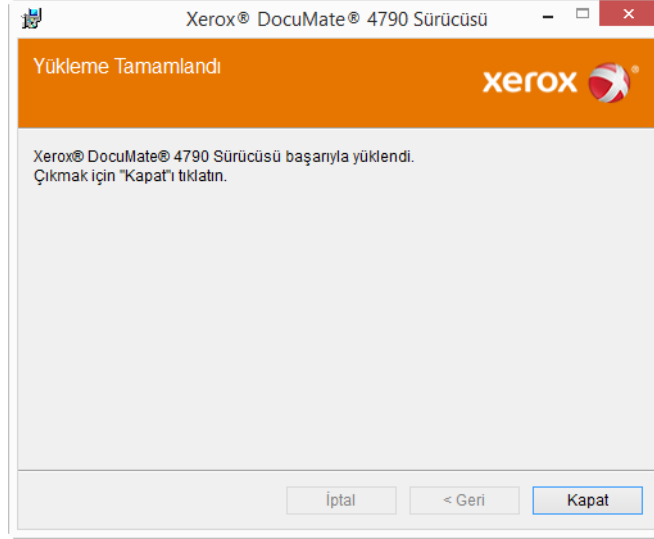 Xerox® DocuMate® 4790 Sürücüsü
Yükleme Tamamlandı
xerox
Xerox® DocuMate® 4790 Sürücüsü başarıyla yüklendi.
Çıkmak için "Kapat"ı tıklatın.
İptal
< Geri
Kapat